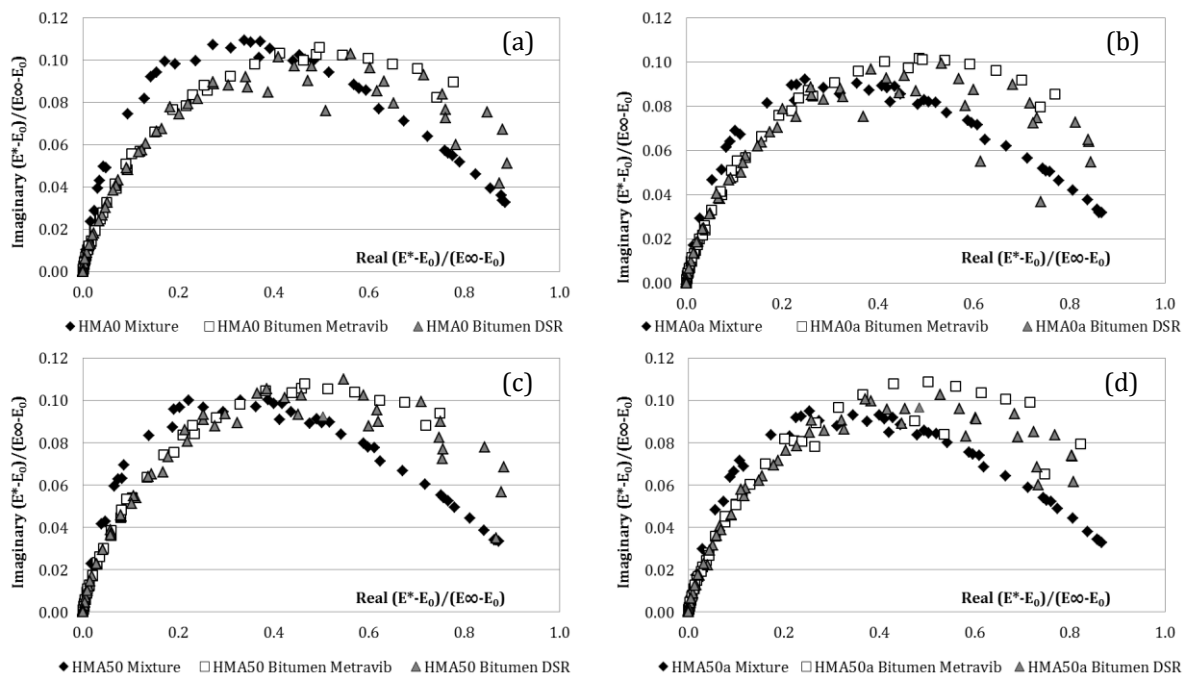 (a)
Imaginary (E*-E₀)/(E∞-E₀)
0.12
0.10
0.08
0.06
0.04
0.02
0.00
Real (E*-E₀)/(E∞-E₀)
0.0 0.2 0.4 0.6 0.8 1.0
HMA0 Mixture HMA0 Bitumen Metravib HMA0 Bitumen DSR
(b)
Imaginary (E*-E₀)/(E∞-E₀)
0.12
0.10
0.08
0.06
0.04
0.02
0.00
Real (E*-E₀)/(E∞-E₀)
0.0 0.2 0.4 0.6 0.8 1.0
HMA0a Mixture HMA0a Bitumen Metravib HMA0a Bitumen DSR
(c)
Imaginary (E*-E₀)/(E∞-E₀)
0.12
0.10
0.08
0.06
0.04
0.02
0.00
Real (E*-E₀)/(E∞-E₀)
0.0 0.2 0.4 0.6 0.8 1.0
HMA50 Mixture HMA50 Bitumen Metravib HMA50 Bitumen DSR
(d)
Imaginary (E*-E₀)/(E∞-E₀)
0.12
0.10
0.08
0.06
0.04
0.02
0.00
Real (E*-E₀)/(E∞-E₀)
0.0 0.2 0.4 0.6 0.8 1.0
HMA50a Mixture HMA50a Bitumen Metravib HMA50a Bitumen DSR